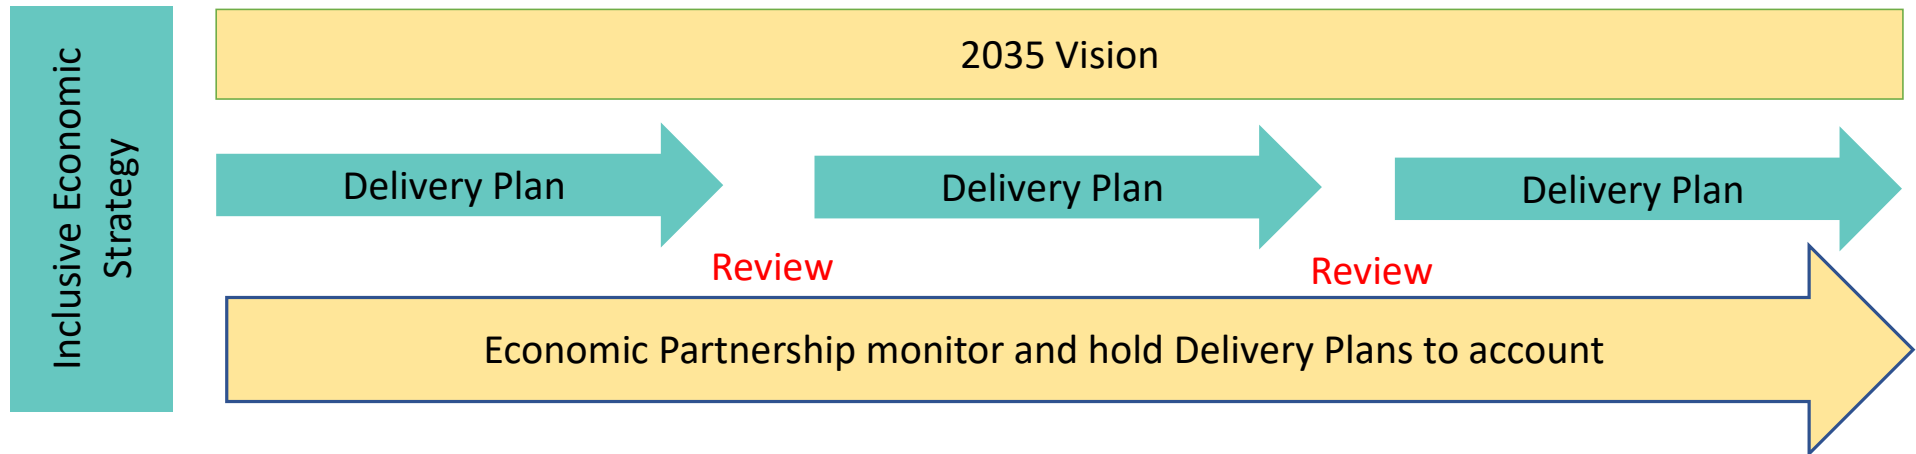 Inclusive Economic
Strategy
2035 Vision
Delivery Plan
Delivery Plan
Delivery Plan
Review
Review
Economic Partnership monitor and hold Delivery Plans to account